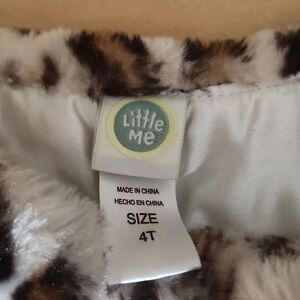 Little
Me
MADE IN CHINA
HECHO EN CHINA
SIZE
4T